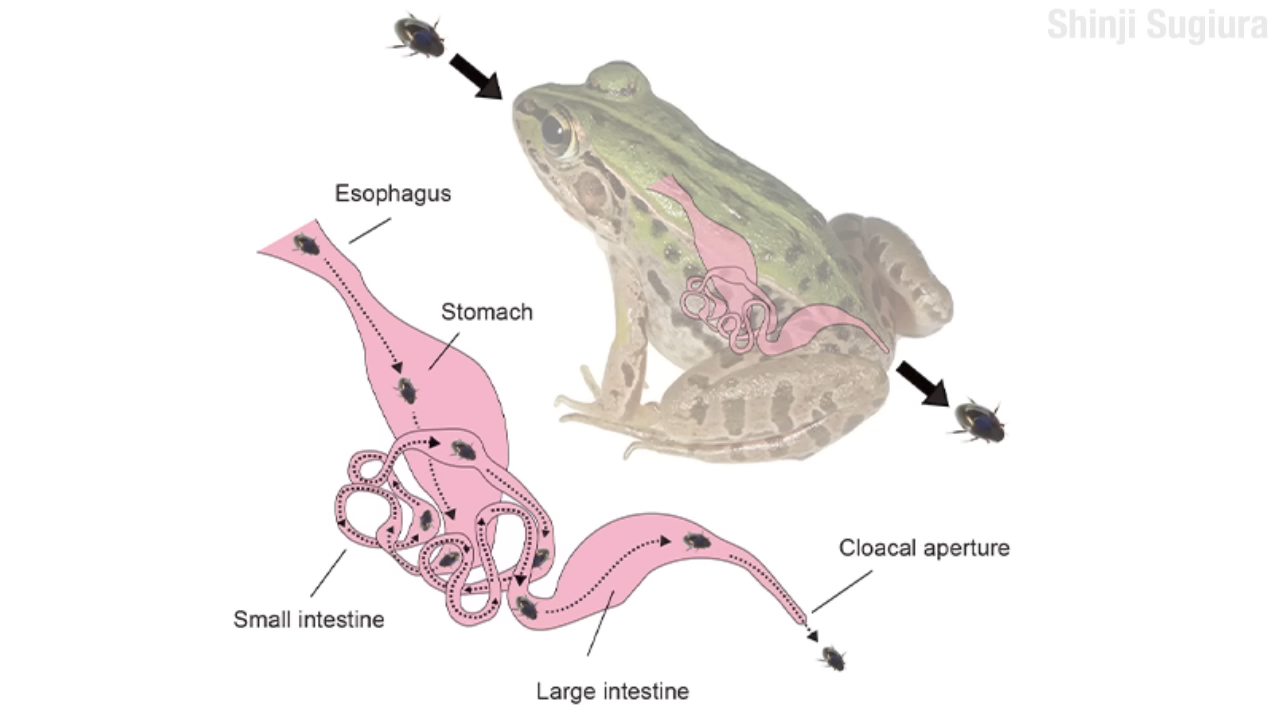 Shinji Sugiura
Esophagus
Stomach
Cloacal aperture
Small intestine
Large intestine